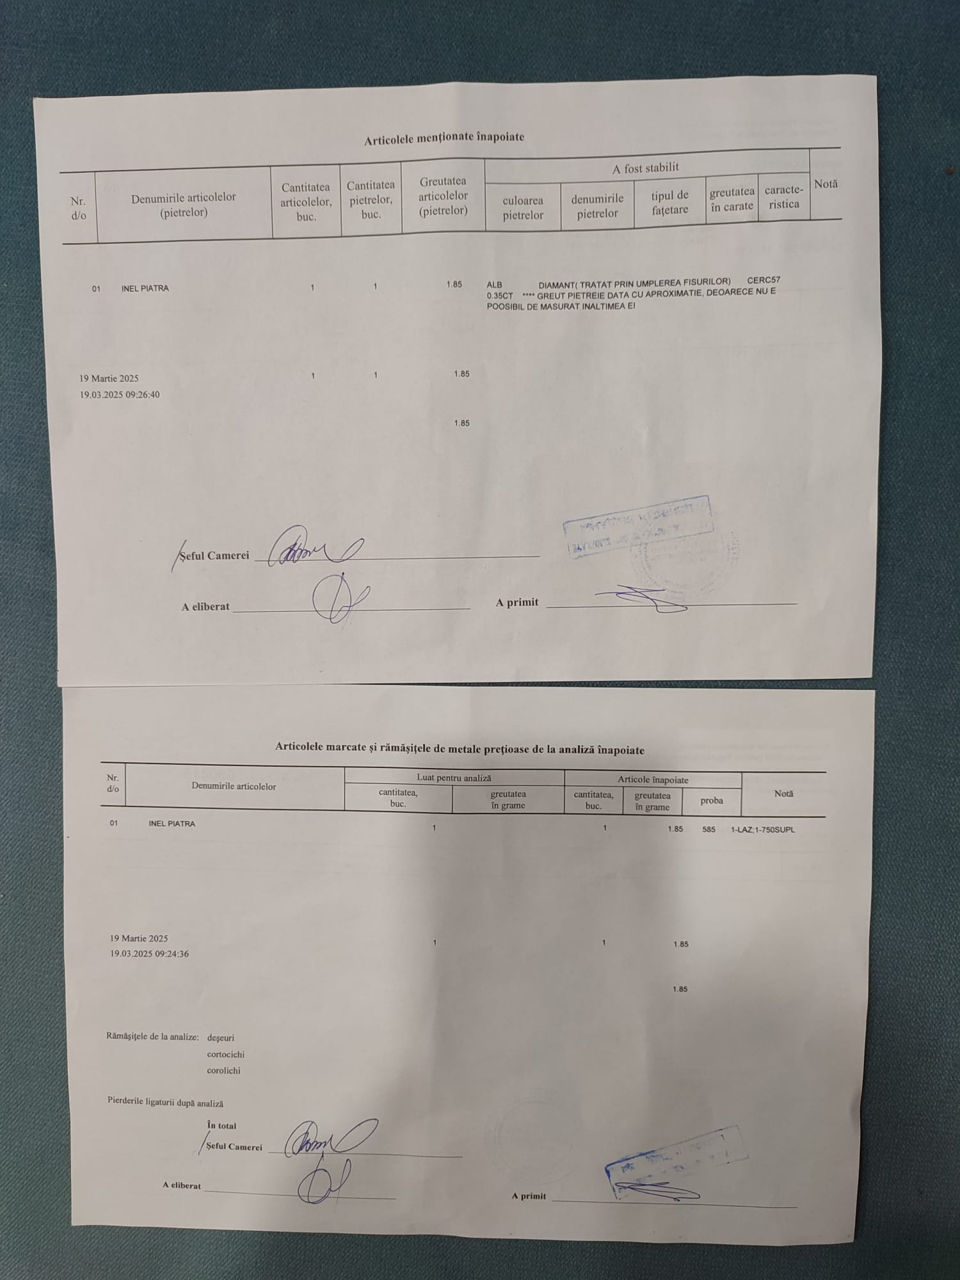 Articolele menționate înapoiate
Nr. d/o
Denumirile articolelor (pietrelor)
Cantitatea articolelor, buc.
Cantitatea pietrelor, buc.
Greutatea articolelor (pietrelor)
A fost stabilit
culoarea pietrelor
denumirile pietrelor
tipul de fațetare
greutatea în carate
caracte-ristica
Notă
01 INEL PIATRA 1 1 1.85 ALB DIAMANT( TRATAT PRIN UMPLEREA FISURILOR) CERC57
0.35CT **** GREUT PIETREIE DATA CU APROXIMATIE, DEOARECE NU E
POOSIBIL DE MASURAT INALTIMEA EI
19 Martie 2025 1 1 1.85
19.03.2025 09:26:40
1.85
Șeful Camerei
A eliberat A primit
Articolele marcate și rămășițele de metale prețioase de la analiză înapoiate
Nr. d/o
Denumirile articolelor
Luat pentru analiză
cantitatea, buc.
greutatea în grame
Articole înapoiate
cantitatea, buc.
greutatea în grame
proba
Notă
01 INEL PIATRA 1 1 1.85 585 1-LAZ;1-750SUPL
19 Martie 2025 1 1 1.85
19.03.2025 09:24:36
1.85
Rămășițele de la analize: deșeuri
cortocichi
corolichi
Pierderile ligaturii după analiză
În total
Șeful Camerei
A eliberat A primit